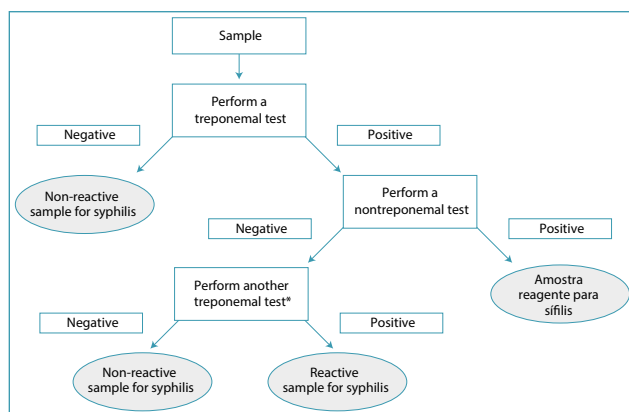 Sample
Perform a
treponemal test
Negative
Positive
Non-reactive
sample for syphilis
Perform a
nontreponemal test
Negative
Positive
Perform another
treponemal test*
Amostra
reagente para
sífilis
Negative
Positive
Non-reactive
sample for syphilis
Reactive
sample for syphilis